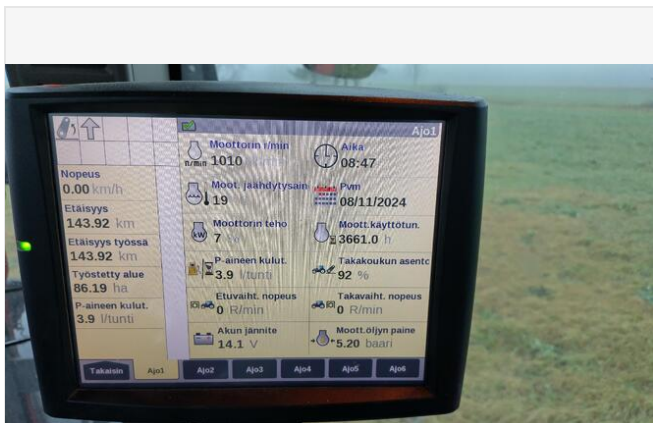 Ajo1
Nopeus
0.00 km/h
Etäisyys
143.92 km
Etäisyys työssä
143.92 km
Työstetty alue
86.19 ha
P-aineen kulut.
3.9 l/tunti
Moottorin r/min
r/min 1010
Aika
08:47
Moot. jäähdytysain
19
Pvm
08/11/2024
Moottorin teho
kW 7
Moott.käyttötun.
3661.0 h
P-aineen kulut.
3.9 l/tunti
Takakoukun asento
92 %
Etuvaiht. nopeus
0 R/min
Takavaiht. nopeus
0 R/min
Akun jännite
14.1 V
Moott.öljyn paine
5.20 baari
Takaisin Ajo1 Ajo2 Ajo3 Ajo4 Ajo5 Ajo6